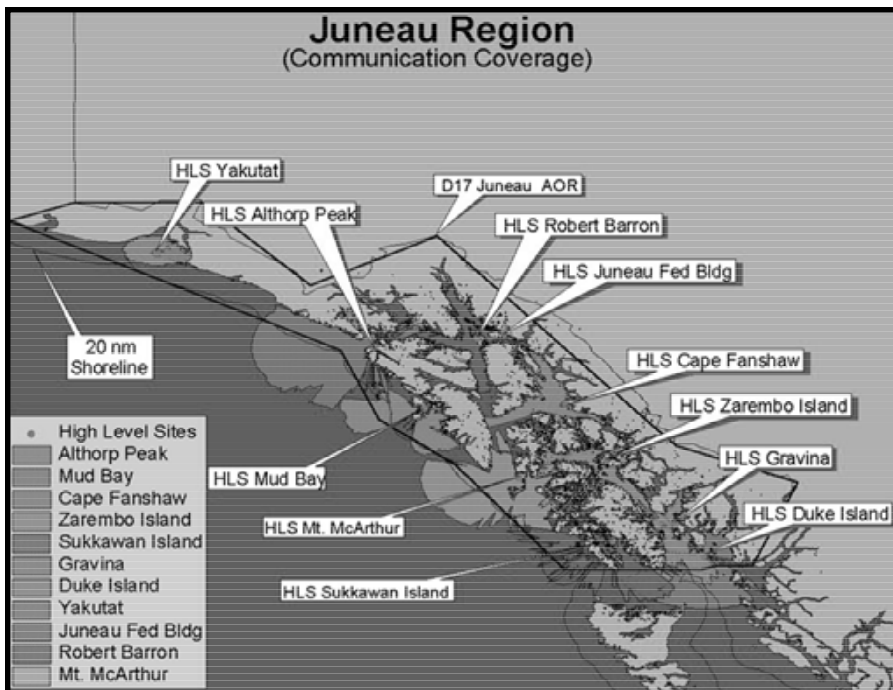 Juneau Region
(Communication Coverage)
HLS Yakutat
D17 Juneau AOR
HLS Althorp Peak
HLS Robert Barron
HLS Juneau Fed Bldg
20 nm
Shoreline
HLS Cape Fanshaw
HLS Zarembo Island
High Level Sites
Althorp Peak
Mud Bay
Cape Fanshaw
Zarembo Island
Sukkawan Island
Gravina
Duke Island
Yakutat
Juneau Fed Bldg
Robert Barron
Mt. McArthur
HLS Mud Bay
HLS Gravina
HLS Mt. McArthur
HLS Duke Island
HLS Sukkawan Island